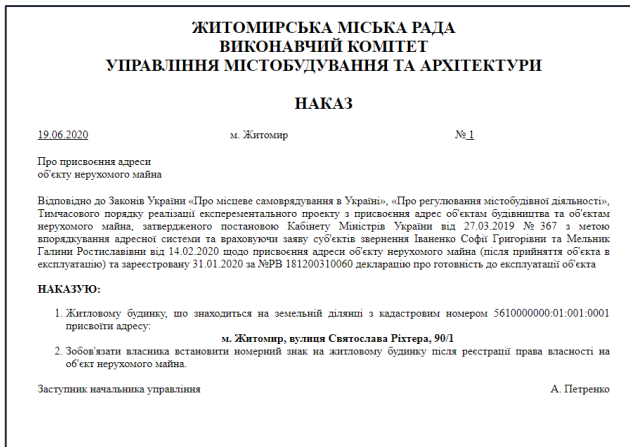 ЖИТОМИРСЬКА МІСЬКА РАДА
ВИКОНАВЧИЙ КОМІТЕТ
УПРАВЛІННЯ МІСТОБУДУВАННЯ ТА АРХІТЕКТУРИ
НАКАЗ
19.06.2020 м. Житомир № 1
Про присвоєння адреси
об'єкту нерухомого майна
Відповідно до Законів України «Про місцеве самоврядування в Україні», «Про регулювання містобудівної діяльності»,
Тимчасового порядку реалізації експерементального проекту з присвоєння адрес об'єктам будівництва та об'єктам
нерухомого майна, затвердженого постановою Кабінету Міністрів України від 27.03.2019 № 367 з метою
впорядкування адресної системи та враховуючи заяву суб'єктів звернення Іваненко Софії Григорівни та Мельник
Галини Ростиславівни від 14.02.2020 щодо присвоєння адреси об'єкту нерухомого майна (після прийняття об'єкта в
експлуатацію) та зареєстровану 31.01.2020 за №РВ 181200310060 декларацію про готовність до експлуатації об'єкта
НАКАЗУЮ:
1. Житловому будинку, що знаходиться на земельній ділянці з кадастровим номером 5610000000:01:001:0001
присвоїти адресу:
м. Житомир, вулиця Святослава Ріхтера, 90/1
2. Зобов'язати власника встановити номерний знак на житловому будинку після реєстрації права власності на
об'єкт нерухомого майна.
Заступник начальника управління А. Петренко